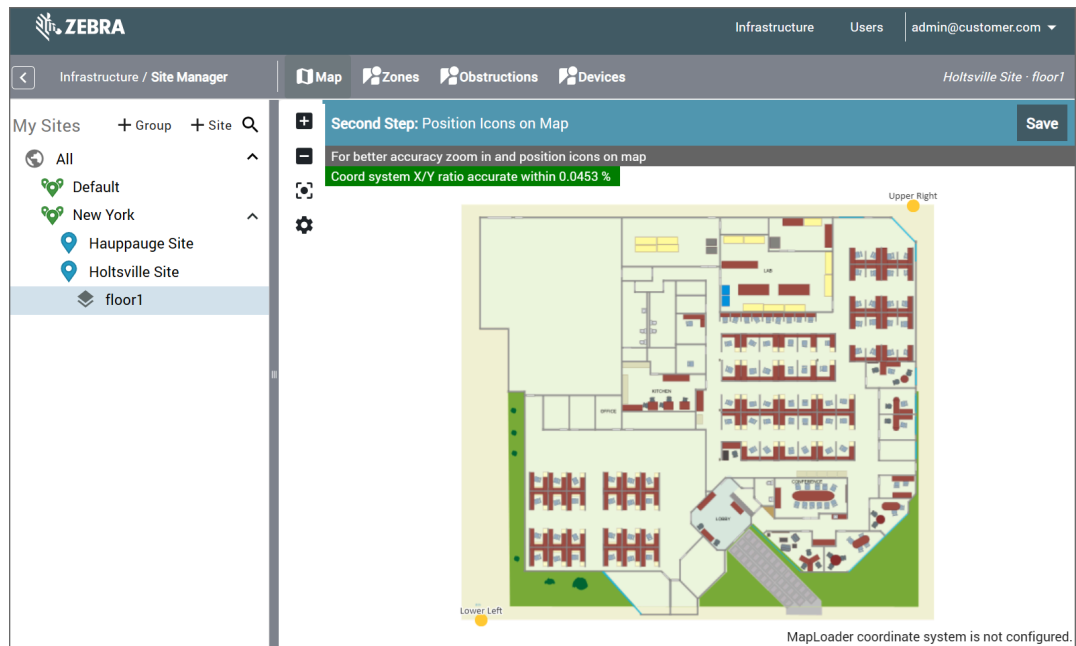 ZEBRA
Infrastructure Users admin@customer.com
Infrastructure / Site Manager Map Zones Obstructions Devices Holtsville Site · floor1
My Sites + Group + Site
Second Step: Position Icons on Map Save
For better accuracy zoom in and position icons on map
Coord system X/Y ratio accurate within 0.0453 %
All
Default
New York
Hauppauge Site
Holtsville Site
floor1
Upper Right
LAB
KITCHEN
OFFICE
CONFERENCE
LOBBY
Lower Left
MapLoader coordinate system is not configured.